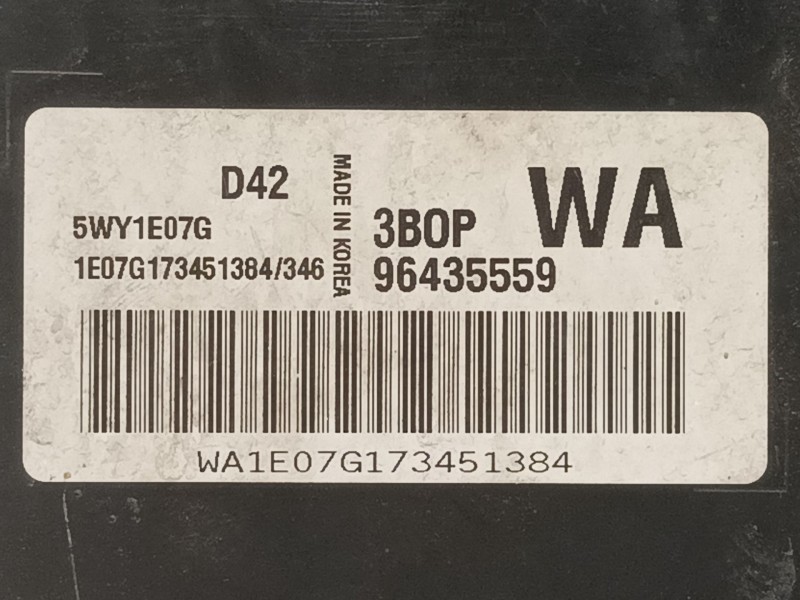 D42
5WY1E07G
1E07G173451384/346
MADE IN KOREA
3BOP
WA
96435559
WA1E07G173451384